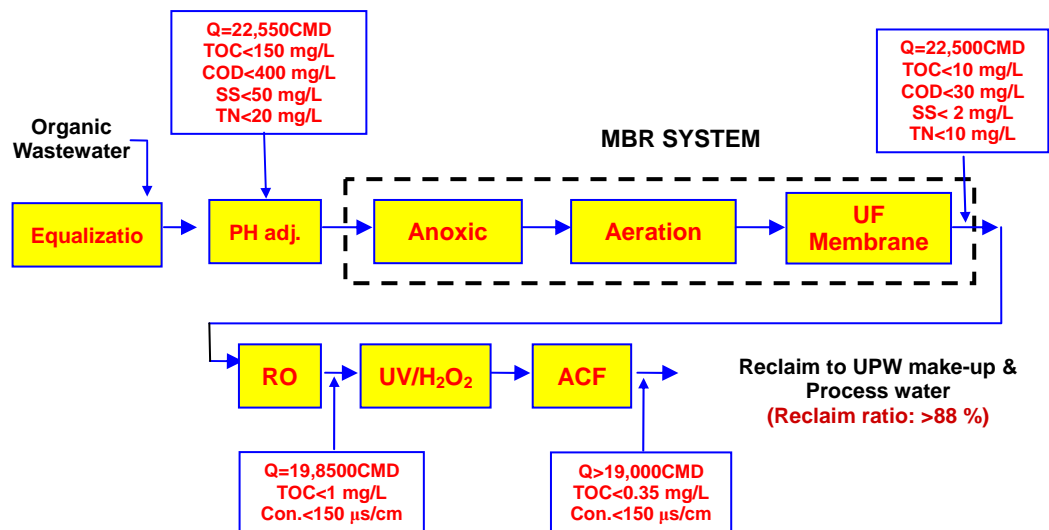 Q=22,550CMD
TOC<150 mg/L
COD<400 mg/L
SS<50 mg/L
TN<20 mg/L
Q=22,500CMD
TOC<10 mg/L
COD<30 mg/L
SS< 2 mg/L
TN<10 mg/L
Organic
Wastewater
MBR SYSTEM
Equalizatio
PH adj.
Anoxic
Aeration
UF
Membrane
RO
UV/H₂O₂
ACF
Reclaim to UPW make-up &
Process water
(Reclaim ratio: >88 %)
Q=19,8500CMD
TOC<1 mg/L
Con.<150 μs/cm
Q>19,000CMD
TOC<0.35 mg/L
Con.<150 μs/cm